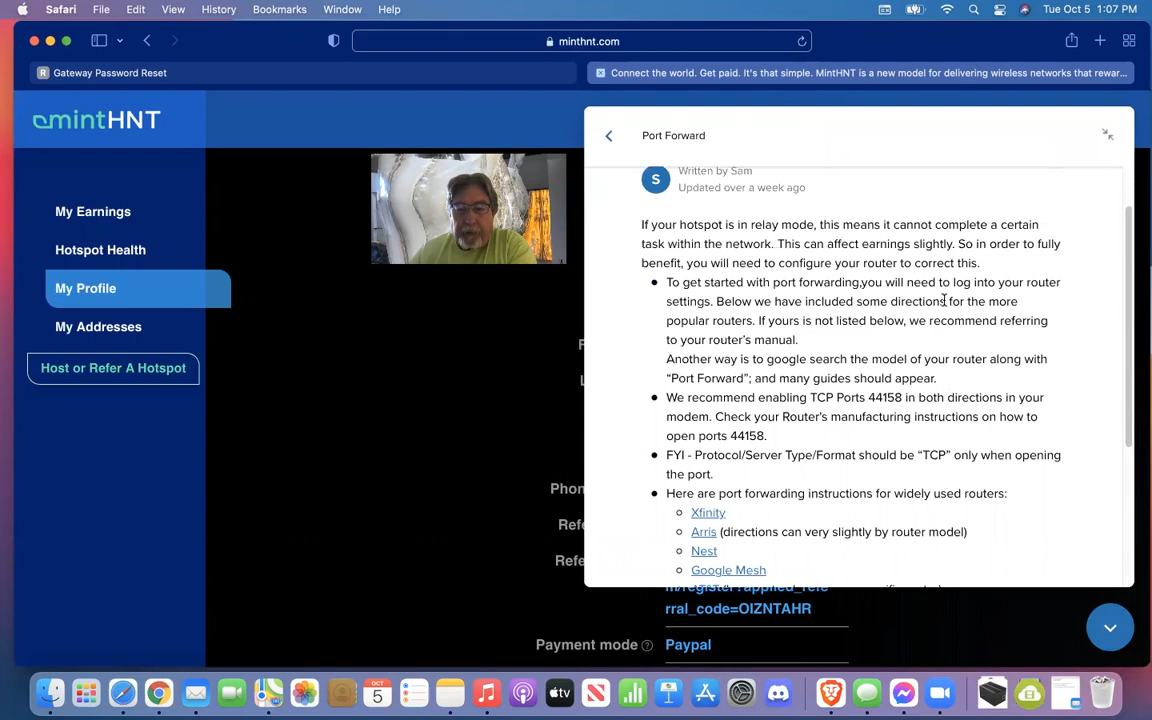 Safari File Edit View History Bookmarks Window Help Tue Oct 5 1:07 PM
minthnt.com
R Gateway Password Reset
Connect the world. Get paid. It's that simple. MintHNT is a new model for delivering wireless networks that rewar...
mintHNT
My Earnings
Hotspot Health
My Profile
My Addresses
Host or Refer A Hotspot
Port Forward
S
Written by Sam
Updated over a week ago
If your hotspot is in relay mode, this means it cannot complete a certain
task within the network. This can affect earnings slightly. So in order to fully
benefit, you will need to configure your router to correct this.
To get started with port forwarding,you will need to log into your router
settings. Below we have included some directions for the more
popular routers. If yours is not listed below, we recommend referring
to your router's manual.
Another way is to google search the model of your router along with
“Port Forward”; and many guides should appear.
We recommend enabling TCP Ports 44158 in both directions in your
modem. Check your Router's manufacturing instructions on how to
open ports 44158.
FYI - Protocol/Server Type/Format should be “TCP” only when opening
the port.
Here are port forwarding instructions for widely used routers:
Xfinity
Arris (directions can very slightly by router model)
Nest
Google Mesh
Phon
Refe
Refe
m/register?applied_refe
rral_code=OIZNTAHR
Payment mode ? Paypal
OCT
5
tv